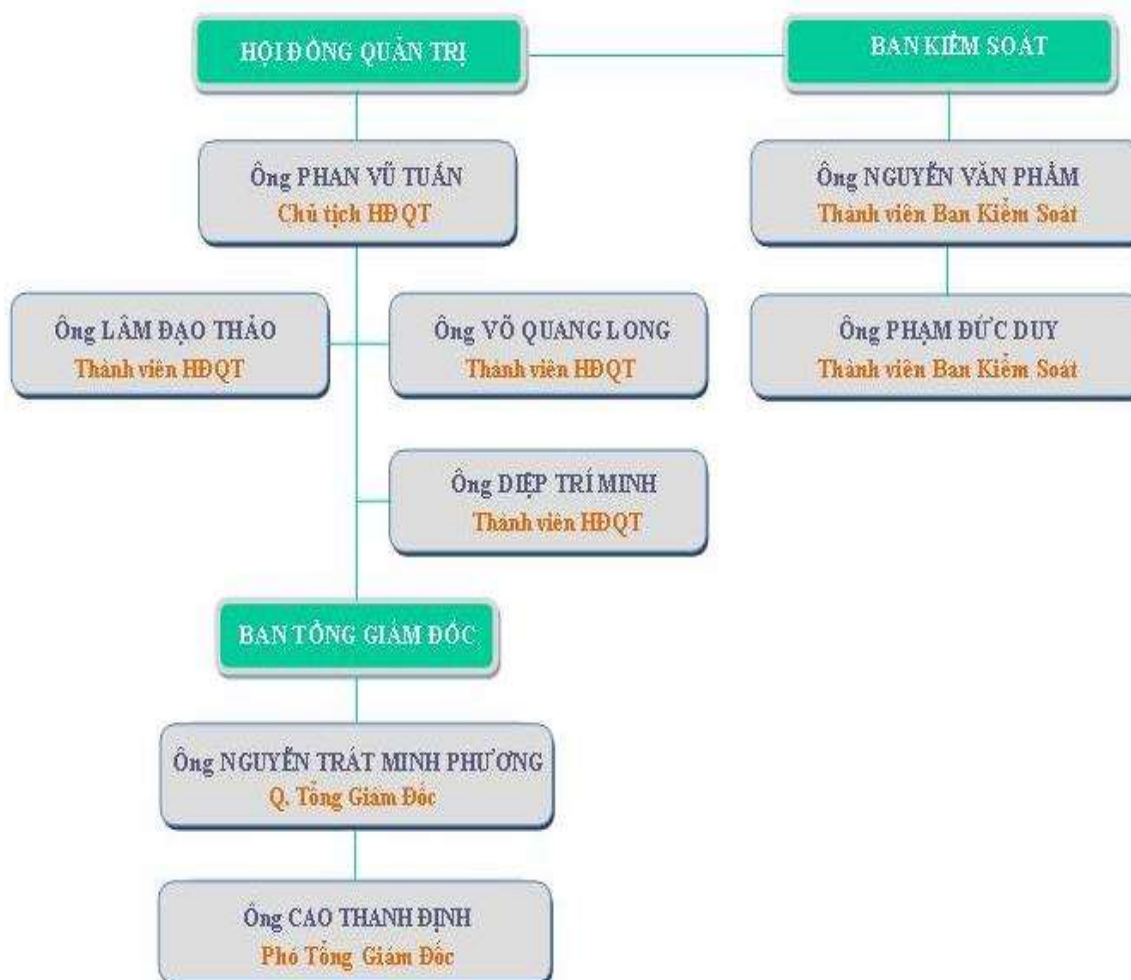 HỘI ĐỒNG QUẢN TRỊ
BAN KIỂM SOÁT
Ông PHAN VŨ TUẤN
Chủ tịch HĐQT
Ông NGUYỄN VĂN PHẨM
Thành viên Ban Kiểm Soát
Ông LÂM ĐẠO THẢO
Thành viên HĐQT
Ông VÕ QUANG LONG
Thành viên HĐQT
Ông PHẠM ĐỨC DUY
Thành viên Ban Kiểm Soát
Ông DIỆP TRÍ MINH
Thành viên HĐQT
BAN TỔNG GIÁM ĐỐC
Ông NGUYỄN TRÁT MINH PHƯƠNG
Q. Tổng Giám Đốc
Ông CAO THANH ĐỊNH
Phó Tổng Giám Đốc